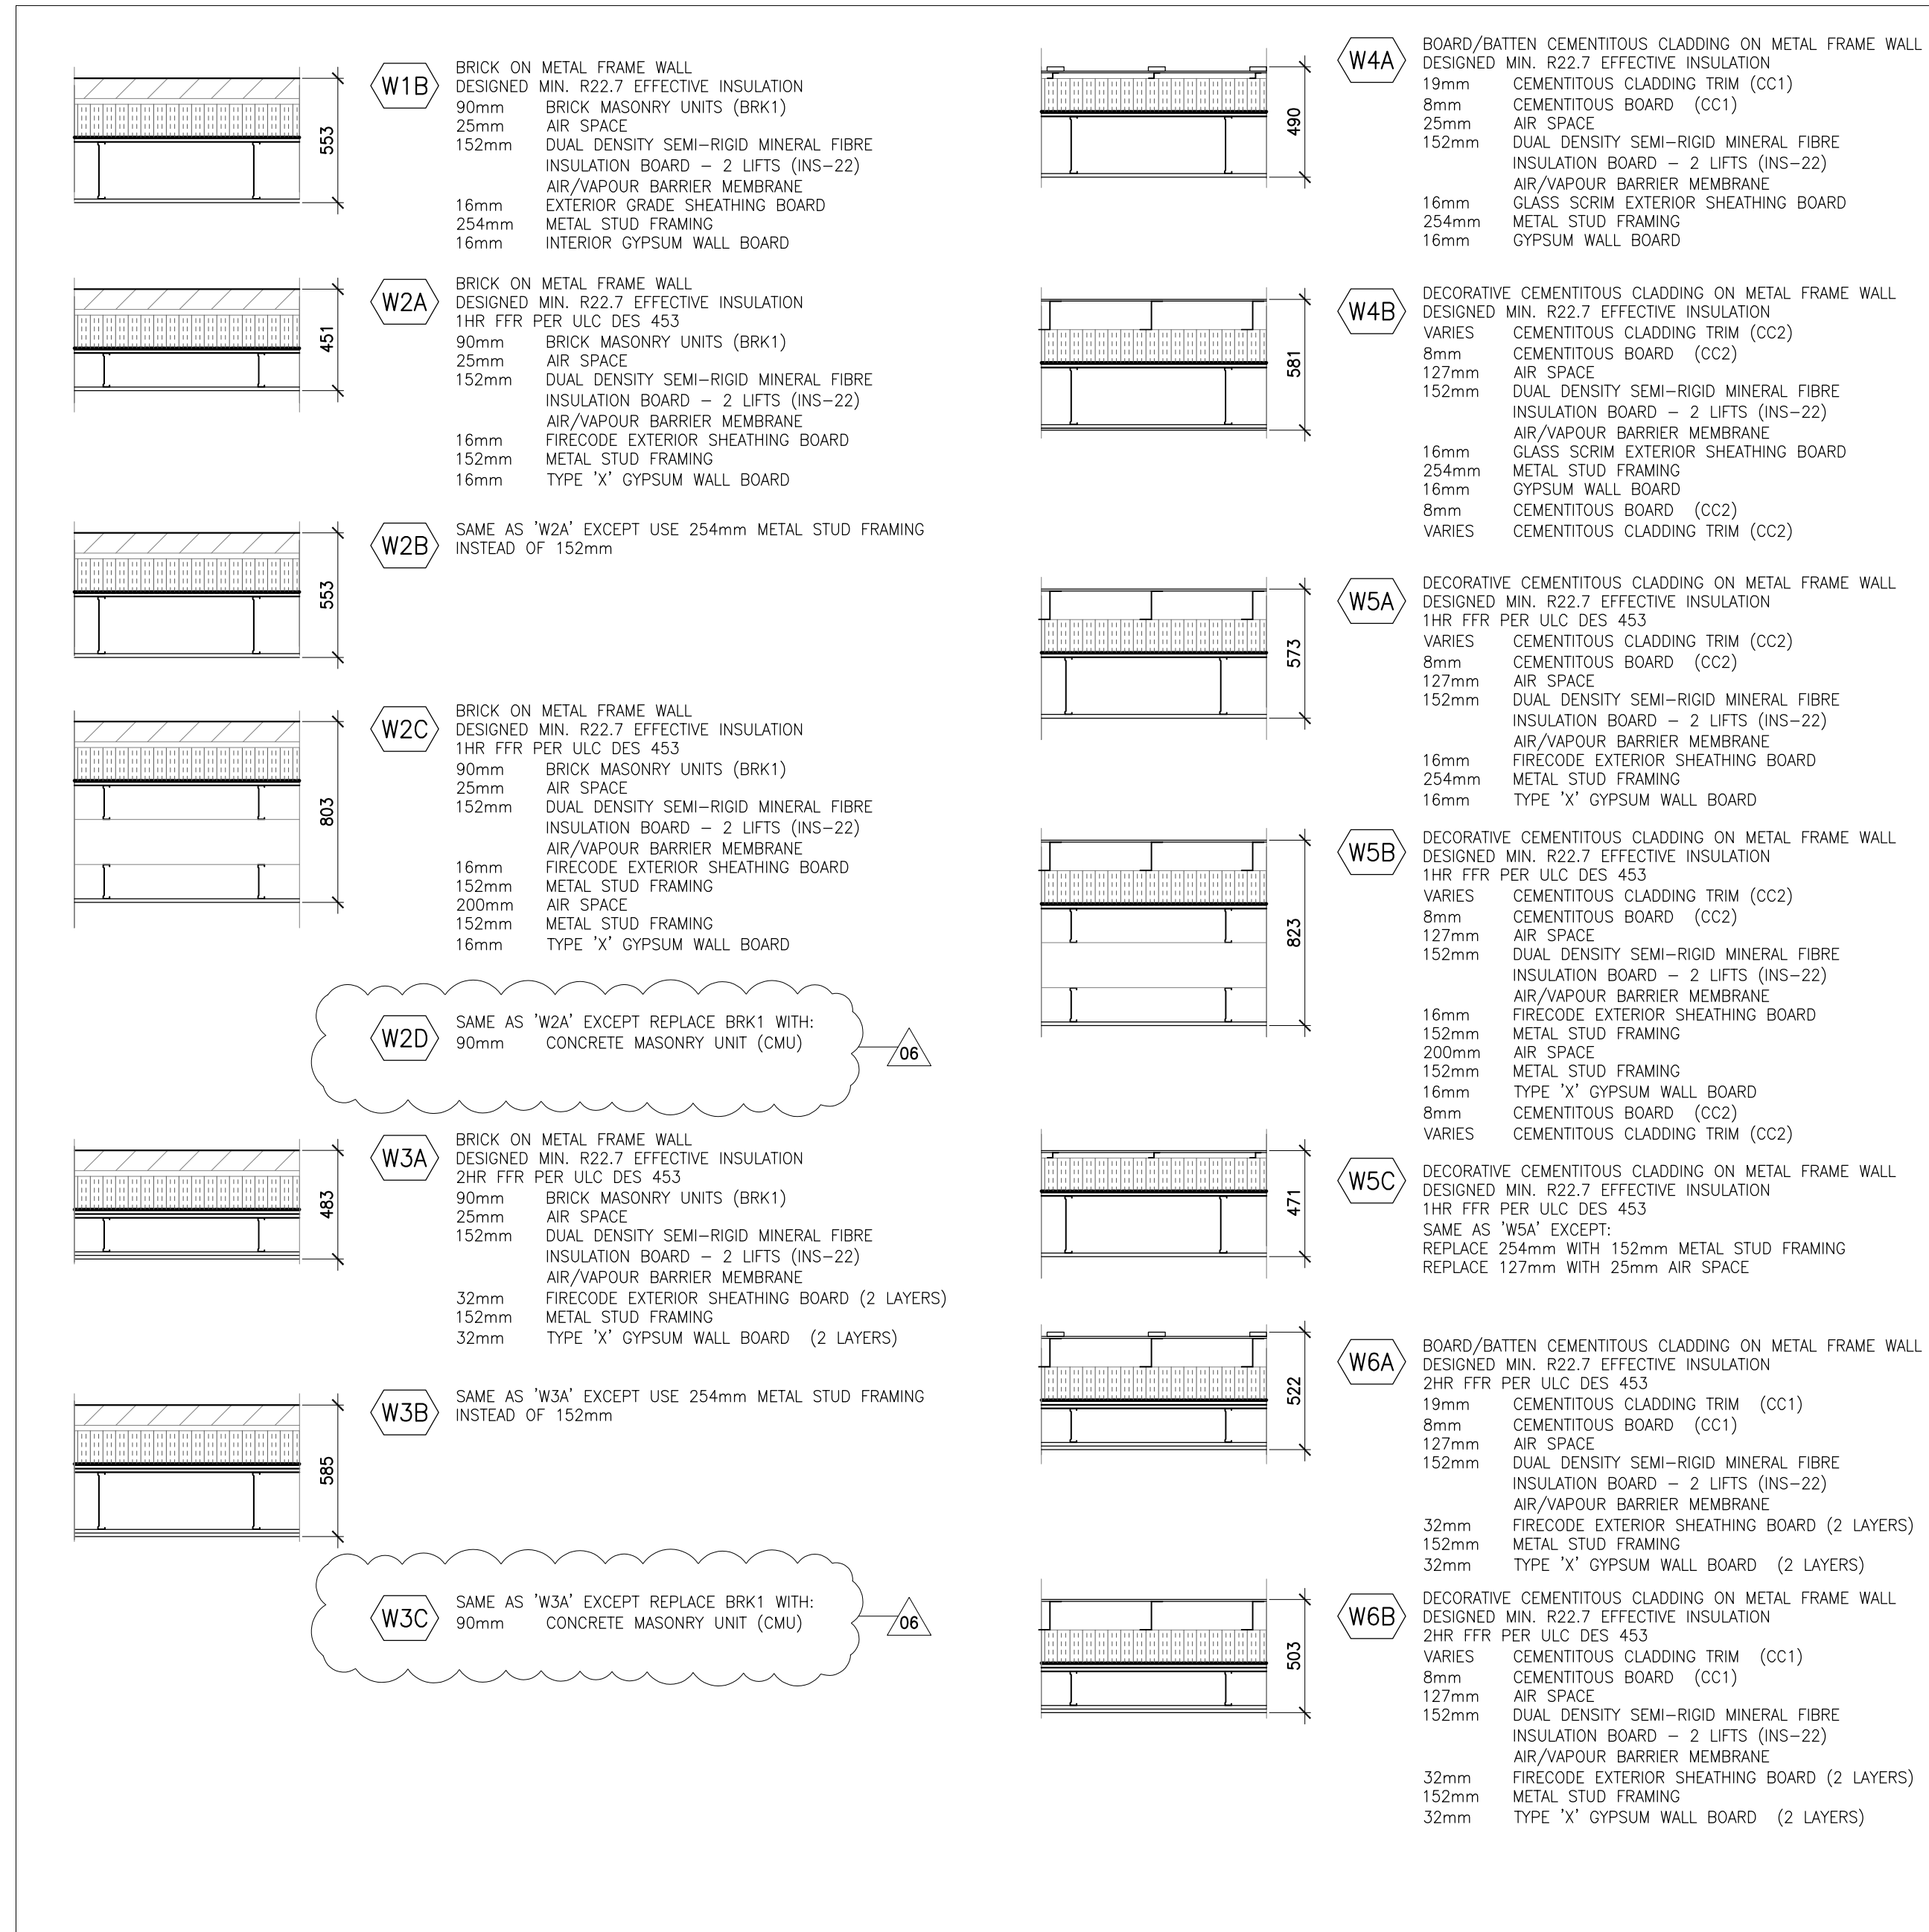 553
W1B
BRICK ON METAL FRAME WALL
DESIGNED MIN. R22.7 EFFECTIVE INSULATION
90mm BRICK MASONRY UNITS (BRK1)
25mm AIR SPACE
152mm DUAL DENSITY SEMI-RIGID MINERAL FIBRE
INSULATION BOARD – 2 LIFTS (INS-22)
AIR/VAPOUR BARRIER MEMBRANE
16mm EXTERIOR GRADE SHEATHING BOARD
254mm METAL STUD FRAMING
16mm INTERIOR GYPSUM WALL BOARD
451
W2A
BRICK ON METAL FRAME WALL
DESIGNED MIN. R22.7 EFFECTIVE INSULATION
1HR FFR PER ULC DES 453
90mm BRICK MASONRY UNITS (BRK1)
25mm AIR SPACE
152mm DUAL DENSITY SEMI-RIGID MINERAL FIBRE
INSULATION BOARD – 2 LIFTS (INS-22)
AIR/VAPOUR BARRIER MEMBRANE
16mm FIRECODE EXTERIOR SHEATHING BOARD
152mm METAL STUD FRAMING
16mm TYPE 'X' GYPSUM WALL BOARD
553
W2B
SAME AS 'W2A' EXCEPT USE 254mm METAL STUD FRAMING
INSTEAD OF 152mm
803
W2C
BRICK ON METAL FRAME WALL
DESIGNED MIN. R22.7 EFFECTIVE INSULATION
1HR FFR PER ULC DES 453
90mm BRICK MASONRY UNITS (BRK1)
25mm AIR SPACE
152mm DUAL DENSITY SEMI-RIGID MINERAL FIBRE
INSULATION BOARD – 2 LIFTS (INS-22)
AIR/VAPOUR BARRIER MEMBRANE
16mm FIRECODE EXTERIOR SHEATHING BOARD
152mm METAL STUD FRAMING
200mm AIR SPACE
152mm METAL STUD FRAMING
16mm TYPE 'X' GYPSUM WALL BOARD
W2D
SAME AS 'W2A' EXCEPT REPLACE BRK1 WITH:
90mm CONCRETE MASONRY UNIT (CMU)
06
483
W3A
BRICK ON METAL FRAME WALL
DESIGNED MIN. R22.7 EFFECTIVE INSULATION
2HR FFR PER ULC DES 453
90mm BRICK MASONRY UNITS (BRK1)
25mm AIR SPACE
152mm DUAL DENSITY SEMI-RIGID MINERAL FIBRE
INSULATION BOARD – 2 LIFTS (INS-22)
AIR/VAPOUR BARRIER MEMBRANE
32mm FIRECODE EXTERIOR SHEATHING BOARD (2 LAYERS)
152mm METAL STUD FRAMING
32mm TYPE 'X' GYPSUM WALL BOARD (2 LAYERS)
585
W3B
SAME AS 'W3A' EXCEPT USE 254mm METAL STUD FRAMING
INSTEAD OF 152mm
W3C
SAME AS 'W3A' EXCEPT REPLACE BRK1 WITH:
90mm CONCRETE MASONRY UNIT (CMU)
06
490
W4A
BOARD/BATTEN CEMENTITOUS CLADDING ON METAL FRAME WALL
DESIGNED MIN. R22.7 EFFECTIVE INSULATION
19mm CEMENTITOUS CLADDING TRIM (CC1)
8mm CEMENTITOUS BOARD (CC1)
25mm AIR SPACE
152mm DUAL DENSITY SEMI-RIGID MINERAL FIBRE
INSULATION BOARD – 2 LIFTS (INS-22)
AIR/VAPOUR BARRIER MEMBRANE
16mm GLASS SCRIM EXTERIOR SHEATHING BOARD
254mm METAL STUD FRAMING
16mm GYPSUM WALL BOARD
581
W4B
DECORATIVE CEMENTITOUS CLADDING ON METAL FRAME WALL
DESIGNED MIN. R22.7 EFFECTIVE INSULATION
VARIES CEMENTITOUS CLADDING TRIM (CC2)
8mm CEMENTITOUS BOARD (CC2)
127mm AIR SPACE
152mm DUAL DENSITY SEMI-RIGID MINERAL FIBRE
INSULATION BOARD – 2 LIFTS (INS-22)
AIR/VAPOUR BARRIER MEMBRANE
16mm GLASS SCRIM EXTERIOR SHEATHING BOARD
254mm METAL STUD FRAMING
16mm GYPSUM WALL BOARD
8mm CEMENTITOUS BOARD (CC2)
VARIES CEMENTITOUS CLADDING TRIM (CC2)
573
W5A
DECORATIVE CEMENTITOUS CLADDING ON METAL FRAME WALL
DESIGNED MIN. R22.7 EFFECTIVE INSULATION
1HR FFR PER ULC DES 453
VARIES CEMENTITOUS CLADDING TRIM (CC2)
8mm CEMENTITOUS BOARD (CC2)
127mm AIR SPACE
152mm DUAL DENSITY SEMI-RIGID MINERAL FIBRE
INSULATION BOARD – 2 LIFTS (INS-22)
AIR/VAPOUR BARRIER MEMBRANE
16mm FIRECODE EXTERIOR SHEATHING BOARD
254mm METAL STUD FRAMING
16mm TYPE 'X' GYPSUM WALL BOARD
823
W5B
DECORATIVE CEMENTITOUS CLADDING ON METAL FRAME WALL
DESIGNED MIN. R22.7 EFFECTIVE INSULATION
1HR FFR PER ULC DES 453
VARIES CEMENTITOUS CLADDING TRIM (CC2)
8mm CEMENTITOUS BOARD (CC2)
127mm AIR SPACE
152mm DUAL DENSITY SEMI-RIGID MINERAL FIBRE
INSULATION BOARD – 2 LIFTS (INS-22)
AIR/VAPOUR BARRIER MEMBRANE
16mm FIRECODE EXTERIOR SHEATHING BOARD
152mm METAL STUD FRAMING
200mm AIR SPACE
152mm METAL STUD FRAMING
16mm TYPE 'X' GYPSUM WALL BOARD
8mm CEMENTITOUS BOARD (CC2)
VARIES CEMENTITOUS CLADDING TRIM (CC2)
471
W5C
DECORATIVE CEMENTITOUS CLADDING ON METAL FRAME WALL
DESIGNED MIN. R22.7 EFFECTIVE INSULATION
1HR FFR PER ULC DES 453
SAME AS 'W5A' EXCEPT:
REPLACE 254mm WITH 152mm METAL STUD FRAMING
REPLACE 127mm WITH 25mm AIR SPACE
522
W6A
BOARD/BATTEN CEMENTITOUS CLADDING ON METAL FRAME WALL
DESIGNED MIN. R22.7 EFFECTIVE INSULATION
2HR FFR PER ULC DES 453
19mm CEMENTITOUS CLADDING TRIM (CC1)
8mm CEMENTITOUS BOARD (CC1)
127mm AIR SPACE
152mm DUAL DENSITY SEMI-RIGID MINERAL FIBRE
INSULATION BOARD – 2 LIFTS (INS-22)
AIR/VAPOUR BARRIER MEMBRANE
32mm FIRECODE EXTERIOR SHEATHING BOARD (2 LAYERS)
152mm METAL STUD FRAMING
32mm TYPE 'X' GYPSUM WALL BOARD (2 LAYERS)
503
W6B
DECORATIVE CEMENTITOUS CLADDING ON METAL FRAME WALL
DESIGNED MIN. R22.7 EFFECTIVE INSULATION
2HR FFR PER ULC DES 453
VARIES CEMENTITOUS CLADDING TRIM (CC1)
8mm CEMENTITOUS BOARD (CC1)
127mm AIR SPACE
152mm DUAL DENSITY SEMI-RIGID MINERAL FIBRE
INSULATION BOARD – 2 LIFTS (INS-22)
AIR/VAPOUR BARRIER MEMBRANE
32mm FIRECODE EXTERIOR SHEATHING BOARD (2 LAYERS)
152mm METAL STUD FRAMING
32mm TYPE 'X' GYPSUM WALL BOARD (2 LAYERS)